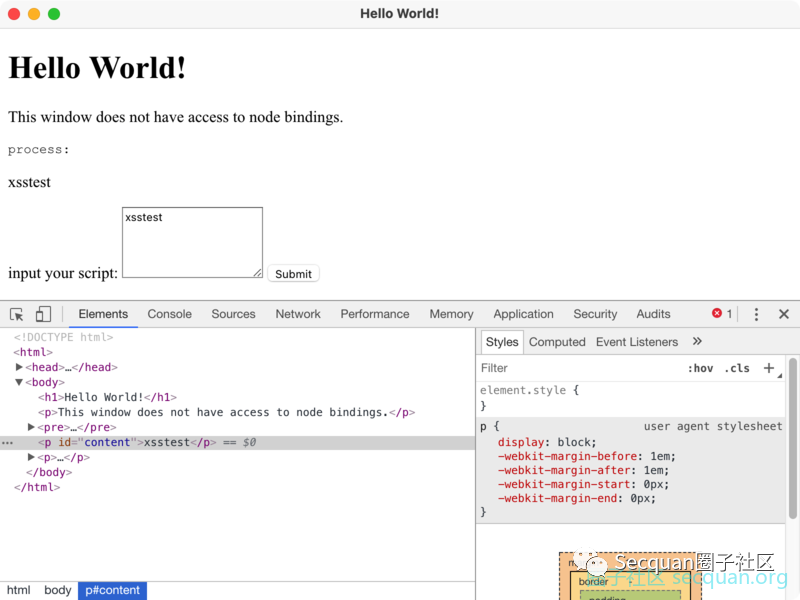 Hello World!
Hello World!
This window does not have access to node bindings.
process:
xsstest
xsstest
input your script:
Submit
Elements Console Sources Network Performance Memory Application Security Audits 1
<!DOCTYPE html>
<html>
<head>…</head>
<body>
<h1>Hello World!</h1>
<p>This window does not have access to node bindings.</p>
<pre>…</pre>
<p id="content">xsstest</p> == $0
<p>…</p>
</body>
</html>
html body p#content
Styles Computed Event Listeners »
Filter :hov .cls +
element.style {
}
p { user agent stylesheet
display: block;
-webkit-margin-before: 1em;
-webkit-margin-after: 1em;
-webkit-margin-start: 0px;
-webkit-margin-end: 0px;
}
border
padding
Secquan圈子社区
圈子社区 secquan.org